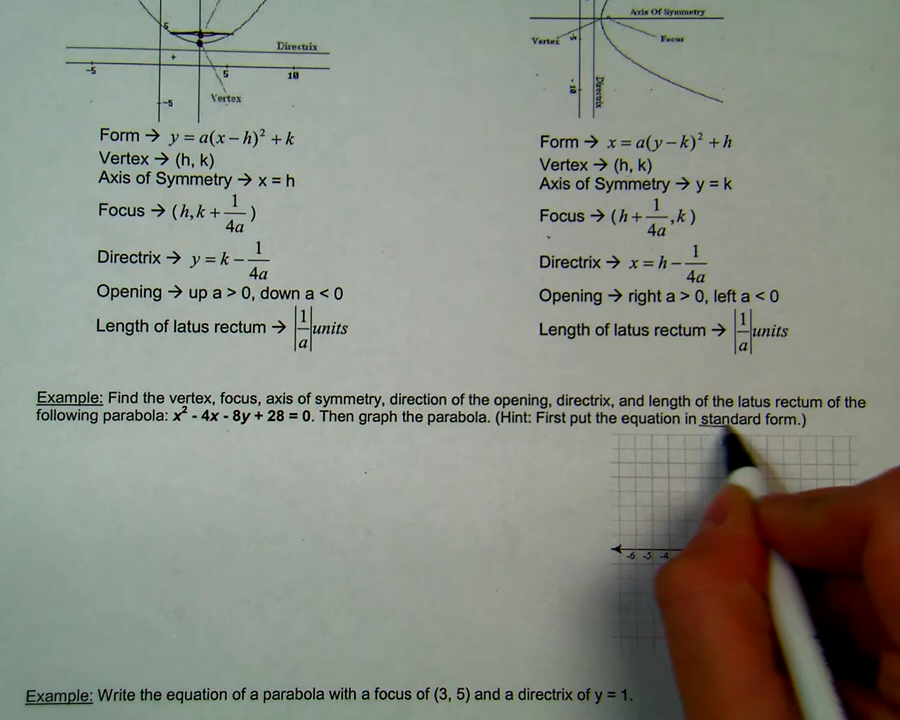 5
Directrix
-5
5
10
-5
Vertex
Form → y = a(x − h)² + k
Vertex → (h, k)
Axis of Symmetry → x = h
Focus → (h, k + 1/4a)
Directrix → y = k − 1/4a
Opening → up a > 0, down a < 0
Length of latus rectum → |1/a| units
Axis Of Symmetry
Vertex
Focus
-10
Directrix
Form → x = a(y − k)² + h
Vertex → (h, k)
Axis of Symmetry → y = k
Focus → (h + 1/4a, k)
Directrix → x = h − 1/4a
Opening → right a > 0, left a < 0
Length of latus rectum → |1/a| units
Example: Find the vertex, focus, axis of symmetry, direction of the opening, directrix, and length of the latus rectum of the
following parabola: x² - 4x - 8y + 28 = 0. Then graph the parabola. (Hint: First put the equation in standard form.)
-6 -5 -4
Example: Write the equation of a parabola with a focus of (3, 5) and a directrix of y = 1.